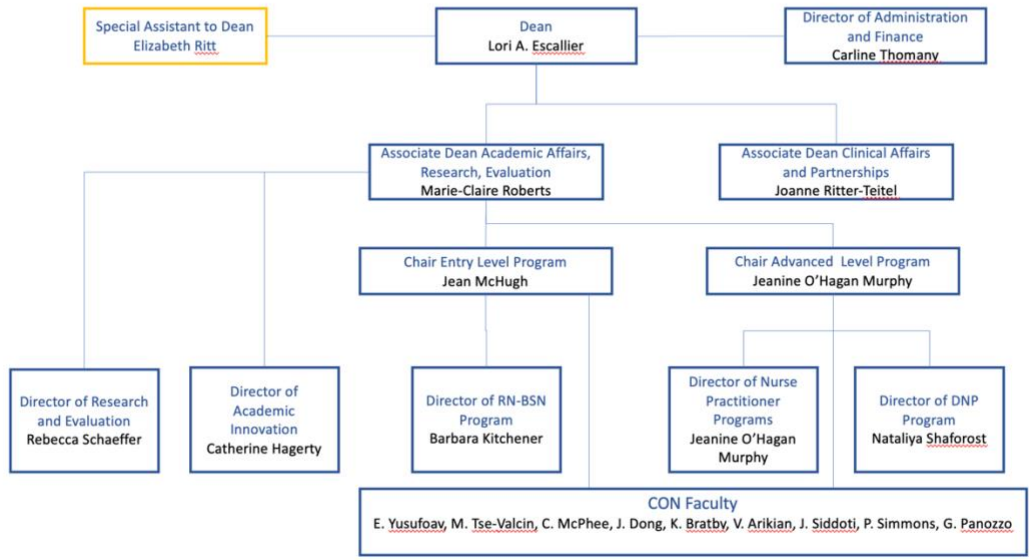 Special Assistant to Dean
Elizabeth Ritt
Dean
Lori A. Escallier
Director of Administration
and Finance
Carline Thomany
Associate Dean Academic Affairs,
Research, Evaluation
Marie-Claire Roberts
Associate Dean Clinical Affairs
and Partnerships
Joanne Ritter-Teitel
Chair Entry Level Program
Jean McHugh
Chair Advanced Level Program
Jeanine O'Hagan Murphy
Director of Research
and Evaluation
Rebecca Schaeffer
Director of
Academic
Innovation
Catherine Hagerty
Director of RN-BSN
Program
Barbara Kitchener
Director of Nurse
Practitioner
Programs
Jeanine O'Hagan
Murphy
Director of DNP
Program
Nataliya Shaforost
CON Faculty
E. Yusufoav, M. Tse-Valcin, C. McPhee, J. Dong, K. Bratby, V. Arikian, J. Siddoti, P. Simmons, G. Panozzo